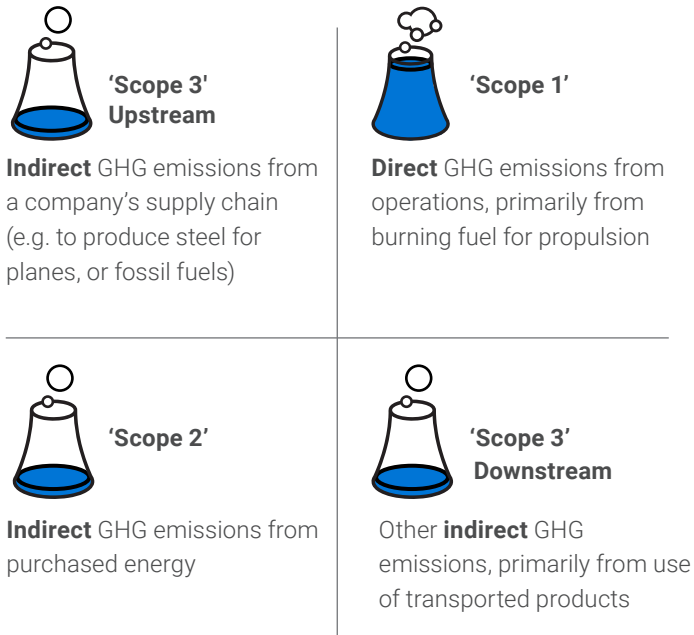 ‘Scope 3'
Upstream
Indirect GHG emissions from
a company’s supply chain
(e.g. to produce steel for
planes, or fossil fuels)
‘Scope 1’
Direct GHG emissions from
operations, primarily from
burning fuel for propulsion
‘Scope 2’
Indirect GHG emissions from
purchased energy
‘Scope 3’
Downstream
Other indirect GHG
emissions, primarily from use
of transported products